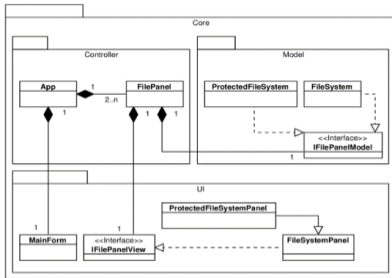 Core
Controller
Model
App
1
2..n
FilePanel
ProtectedFileSystem
FileSystem
1
1
1
<<Interface>>
IFilePanelModel
1
UI
ProtectedFileSystemPanel
1
MainForm
1
<<Interface>>
IFilePanelView
FileSystemPanel